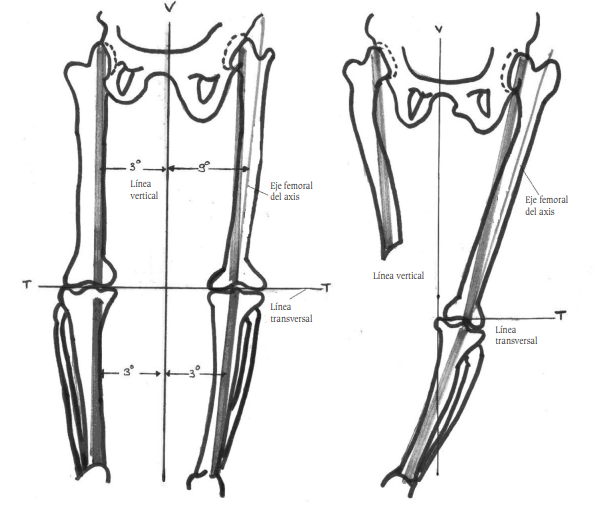 V
3°
9°
Línea
vertical
Eje femoral
del axis
T
T
Línea
transversal
3°
3°
V
Eje femoral
del axis
Línea vertical
T
Línea
transversal